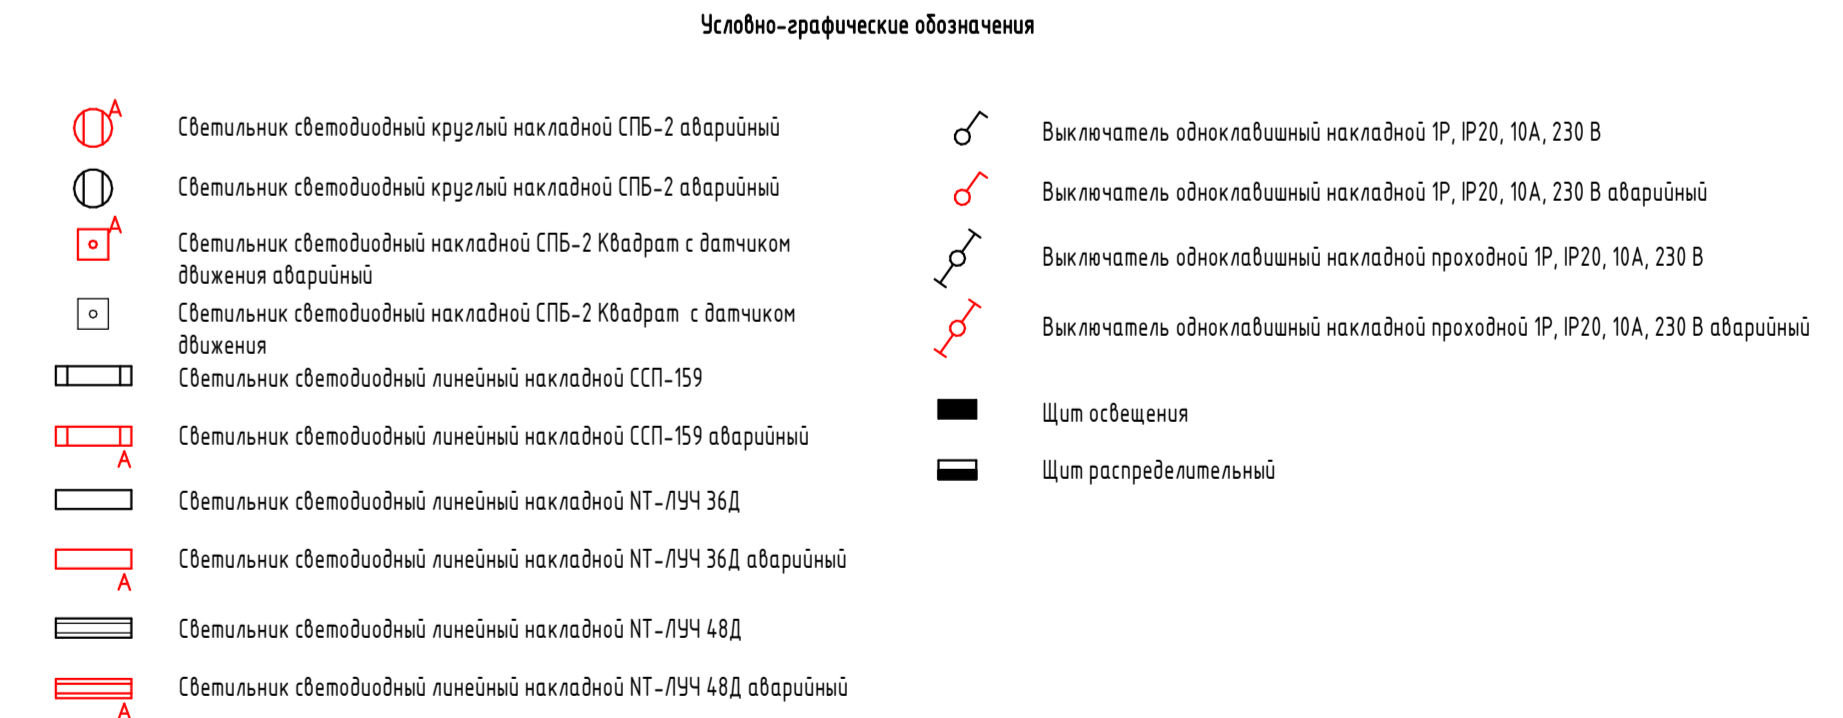 Условно-графические обозначения
А
Светильник светодиодный круглый накладной СПБ-2 аварийный
Светильник светодиодный круглый накладной СПБ-2 аварийный
А
Светильник светодиодный накладной СПБ-2 Квадрат с датчиком
движения аварийный
Светильник светодиодный накладной СПБ-2 Квадрат с датчиком
движения
Светильник светодиодный линейный накладной ССП-159
Светильник светодиодный линейный накладной ССП-159 аварийный
А
Светильник светодиодный линейный накладной NT-ЛУЧ 36Д
Светильник светодиодный линейный накладной NT-ЛУЧ 36Д аварийный
А
Светильник светодиодный линейный накладной NT-ЛУЧ 48Д
Светильник светодиодный линейный накладной NT-ЛУЧ 48Д аварийный
А
Выключатель одноклавишный накладной 1P, IP20, 10А, 230 В
Выключатель одноклавишный накладной 1P, IP20, 10А, 230 В аварийный
Выключатель одноклавишный накладной проходной 1P, IP20, 10А, 230 В
Выключатель одноклавишный накладной проходной 1P, IP20, 10А, 230 В аварийный
Щит освещения
Щит распределительный